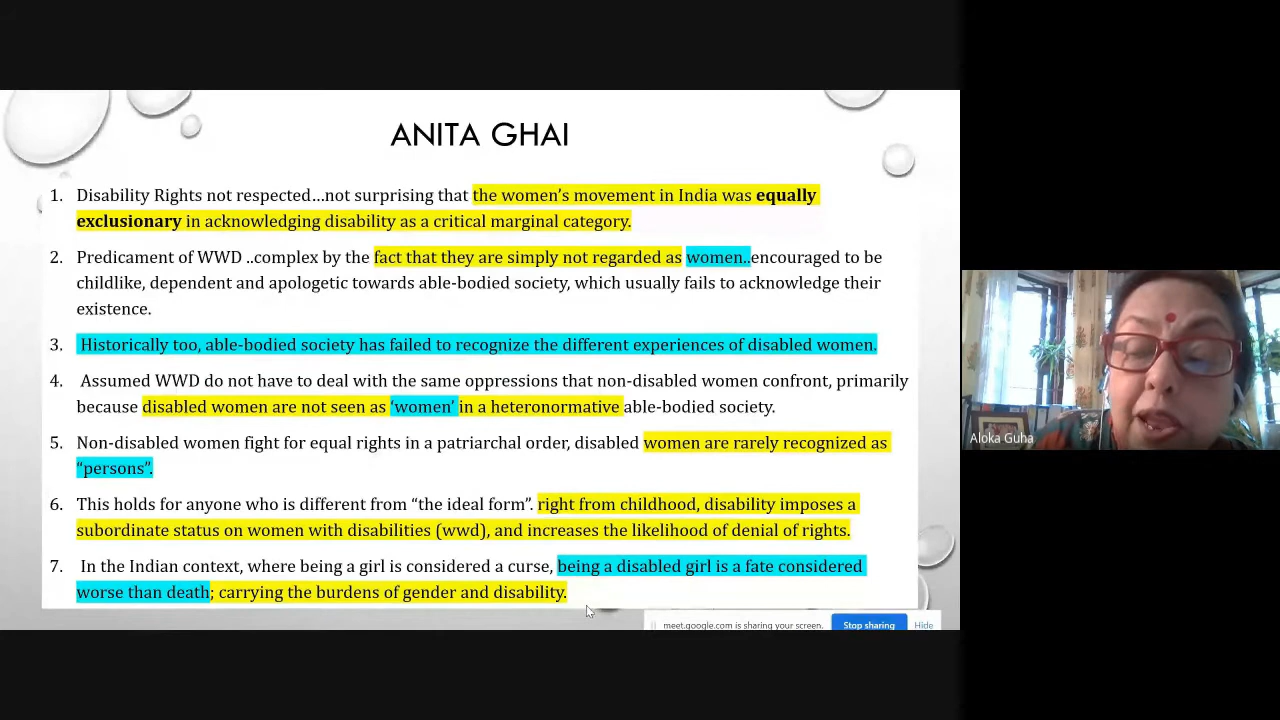 ANITA GHAI
1. Disability Rights not respected…not surprising that the women’s movement in India was equally
exclusionary in acknowledging disability as a critical marginal category.
2. Predicament of WWD ..complex by the fact that they are simply not regarded as women..encouraged to be
childlike, dependent and apologetic towards able-bodied society, which usually fails to acknowledge their
existence.
3. Historically too, able-bodied society has failed to recognize the different experiences of disabled women.
4. Assumed WWD do not have to deal with the same oppressions that non-disabled women confront, primarily
because disabled women are not seen as ‘women’ in a heteronormative able-bodied society.
5. Non-disabled women fight for equal rights in a patriarchal order, disabled women are rarely recognized as
“persons”.
6. This holds for anyone who is different from “the ideal form”. right from childhood, disability imposes a
subordinate status on women with disabilities (wwd), and increases the likelihood of denial of rights.
7. In the Indian context, where being a girl is considered a curse, being a disabled girl is a fate considered
worse than death; carrying the burdens of gender and disability.
meet.google.com is sharing your screen. Stop sharing Hide
Aloka Guha